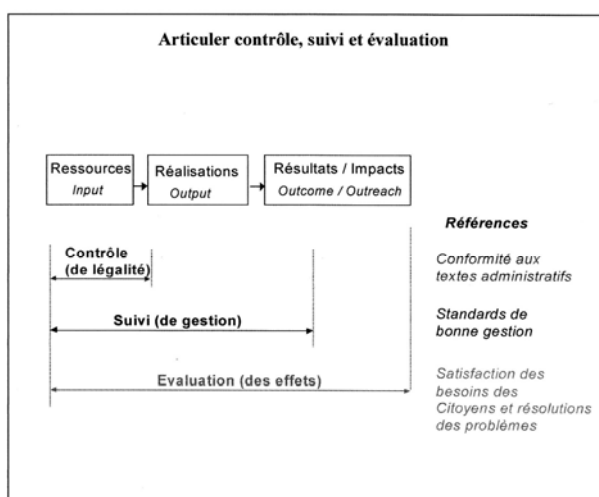 Articuler contrôle, suivi et évaluation
Ressources
Input
Réalisations
Output
Résultats / Impacts
Outcome / Outreach
Références
Contrôle
(de légalité)
Conformité aux
textes administratifs
Suivi (de gestion)
Standards de
bonne gestion
Evaluation (des effets)
Satisfaction des
besoins des
Citoyens et résolutions
des problèmes